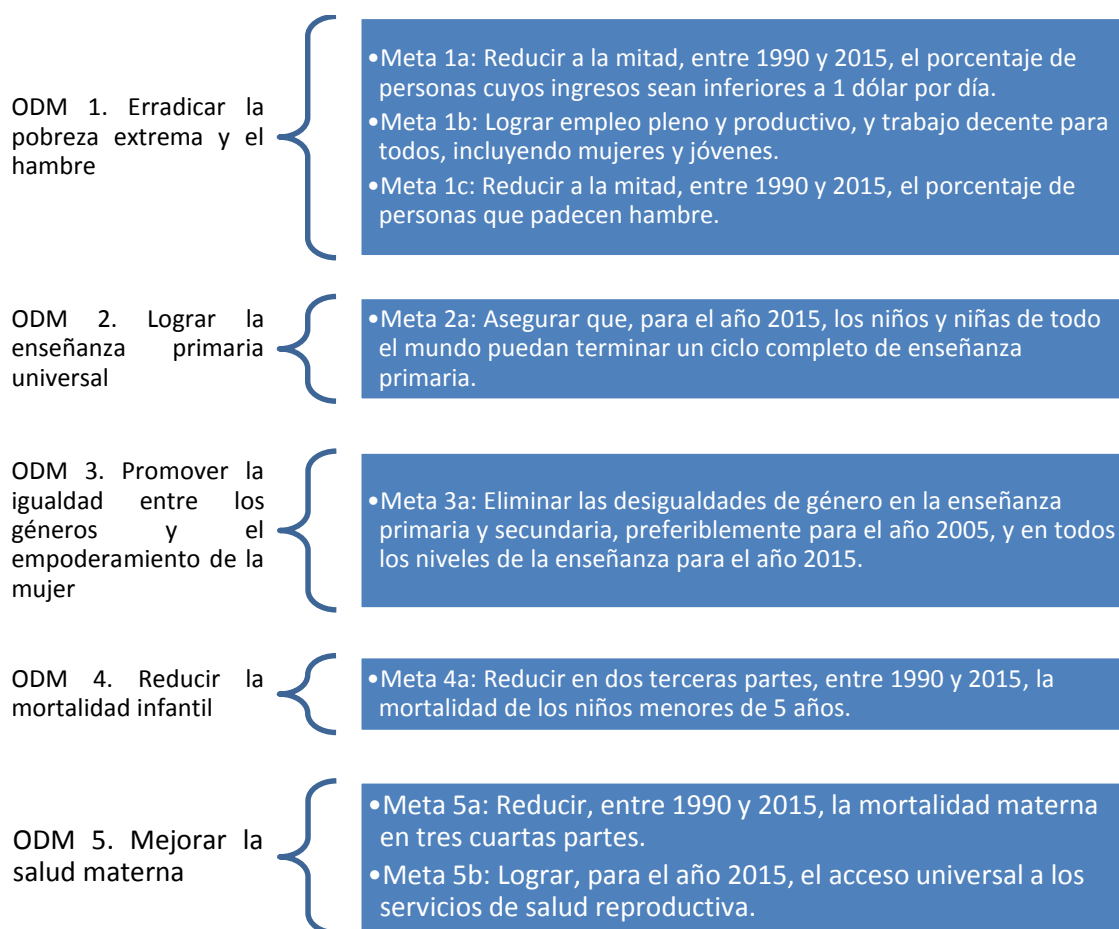 ODM 1. Erradicar la
pobreza extrema y el
hambre
•Meta 1a: Reducir a la mitad, entre 1990 y 2015, el porcentaje de
personas cuyos ingresos sean inferiores a 1 dólar por día.
•Meta 1b: Lograr empleo pleno y productivo, y trabajo decente para
todos, incluyendo mujeres y jóvenes.
•Meta 1c: Reducir a la mitad, entre 1990 y 2015, el porcentaje de
personas que padecen hambre.
ODM 2. Lograr la
enseñanza primaria
universal
•Meta 2a: Asegurar que, para el año 2015, los niños y niñas de todo
el mundo puedan terminar un ciclo completo de enseñanza
primaria.
ODM 3. Promover la
igualdad entre los
géneros y el
empoderamiento de la
mujer
•Meta 3a: Eliminar las desigualdades de género en la enseñanza
primaria y secundaria, preferiblemente para el año 2005, y en todos
los niveles de la enseñanza para el año 2015.
ODM 4. Reducir la
mortalidad infantil
•Meta 4a: Reducir en dos terceras partes, entre 1990 y 2015, la
mortalidad de los niños menores de 5 años.
ODM 5. Mejorar la
salud materna
•Meta 5a: Reducir, entre 1990 y 2015, la mortalidad materna
en tres cuartas partes.
•Meta 5b: Lograr, para el año 2015, el acceso universal a los
servicios de salud reproductiva.